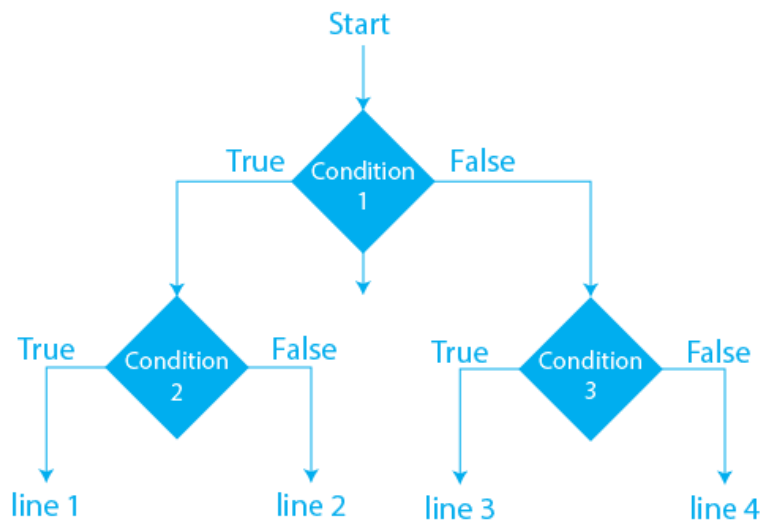 Start
True
Condition
1
False
True
Condition
2
False
True
Condition
3
False
line 1
line 2
line 3
line 4